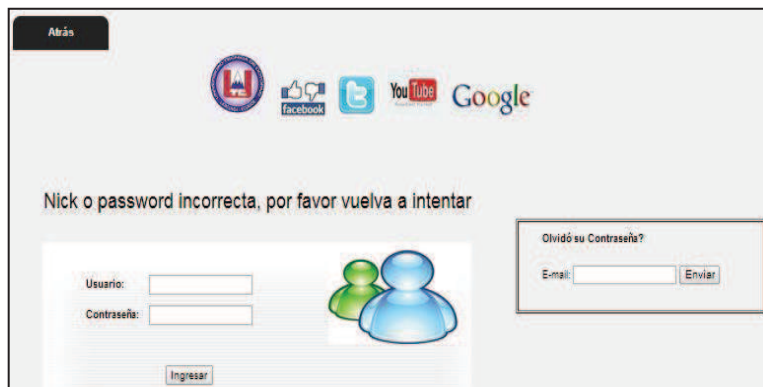 Atrás
facebook
You Tube
Google
Nick o password incorrecta, por favor vuelva a intentar
Olvidó su Contraseña?
E-mail:
Enviar
Usuario:
Contraseña:
Ingresar